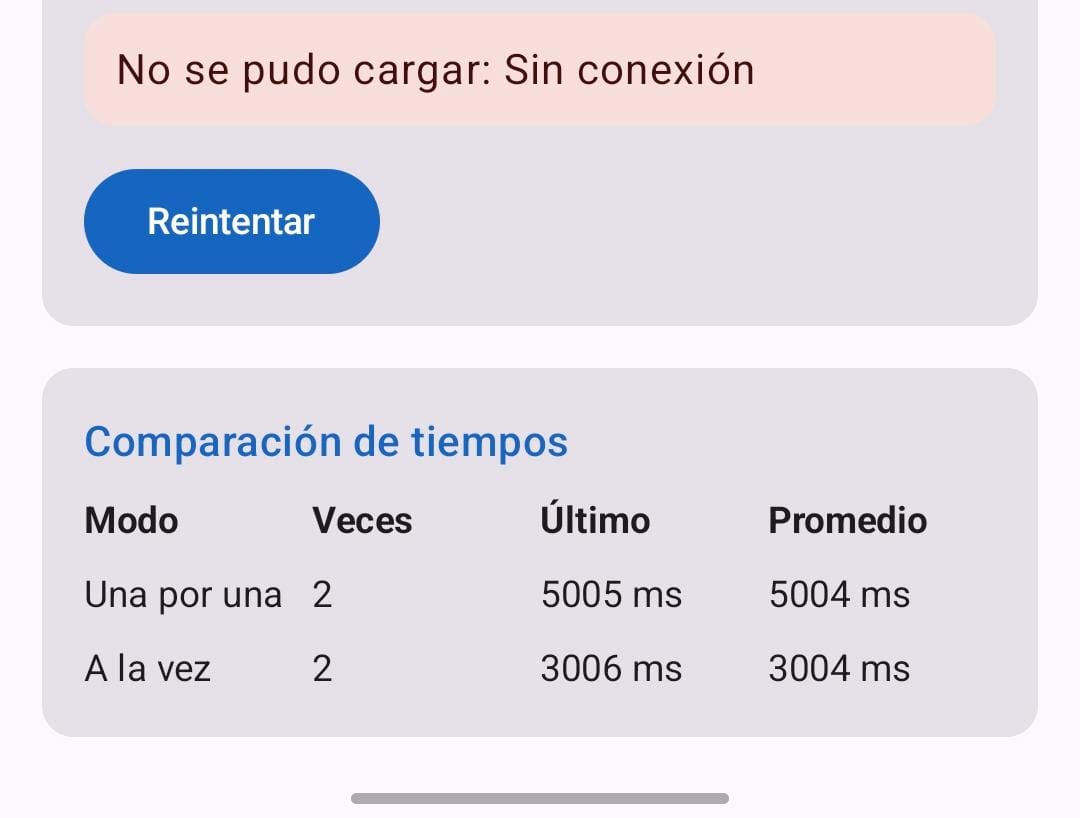 No se pudo cargar: Sin conexión
Reintentar
Comparación de tiempos
Modo Veces Último Promedio
Una por una 2 5005 ms 5004 ms
A la vez 2 3006 ms 3004 ms